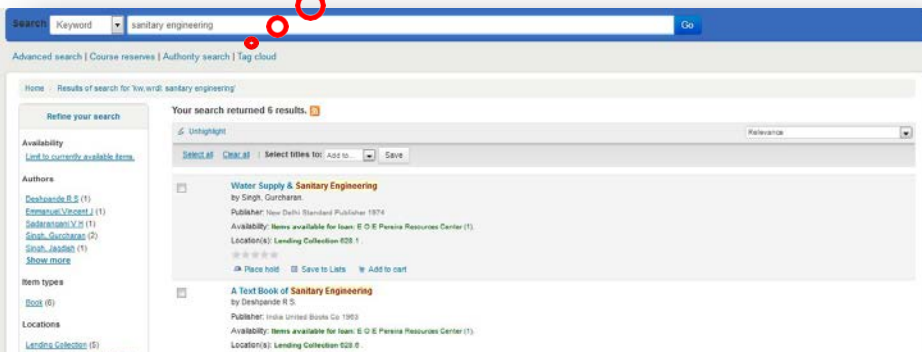 Search Keyword sanitary engineering Go
Advanced search | Course reserves | Authority search | Tag cloud
Home Results of search for 'kw,wrdl: sanitary engineering'
Refine your search
Availability
Limit to currently available items.
Authors
Deshpande R S (1)
Emmanuel Vincent J (1)
Sadarangani V H (1)
Singh, Gurcharan (2)
Singh, Jasdish (1)
Show more
Item types
Book (6)
Locations
Lending Collection (5)
Your search returned 6 results.
Unhighlight Relevance
Select all Clear all | Select titles to: Add to... Save
Water Supply & Sanitary Engineering
by Singh, Gurcharan.
Publisher: New Delhi Standard Publisher 1974
Availability: Items available for loan: E O E Pereira Resources Center (1).
Location(s): Lending Collection 628.1 .
Place hold Save to Lists Add to cart
A Text Book of Sanitary Engineering
by Deshpande R S.
Publisher: India United Books Co 1963
Availability: Items available for loan: E O E Pereira Resources Center (1).
Location(s): Lending Collection 628.6 .